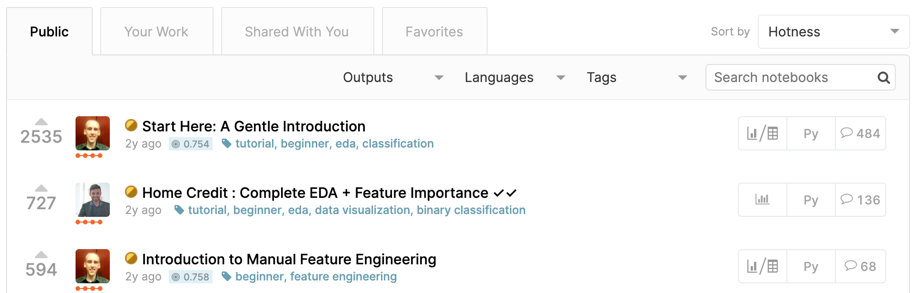 Public Your Work Shared With You Favorites Sort by Hotness
Outputs Languages Tags Search notebooks
2535 Start Here: A Gentle Introduction
2y ago 0.754 tutorial, beginner, eda, classification Py 484
727 Home Credit : Complete EDA + Feature Importance ✓✓
2y ago tutorial, beginner, eda, data visualization, binary classification Py 136
594 Introduction to Manual Feature Engineering
2y ago 0.758 beginner, feature engineering Py 68